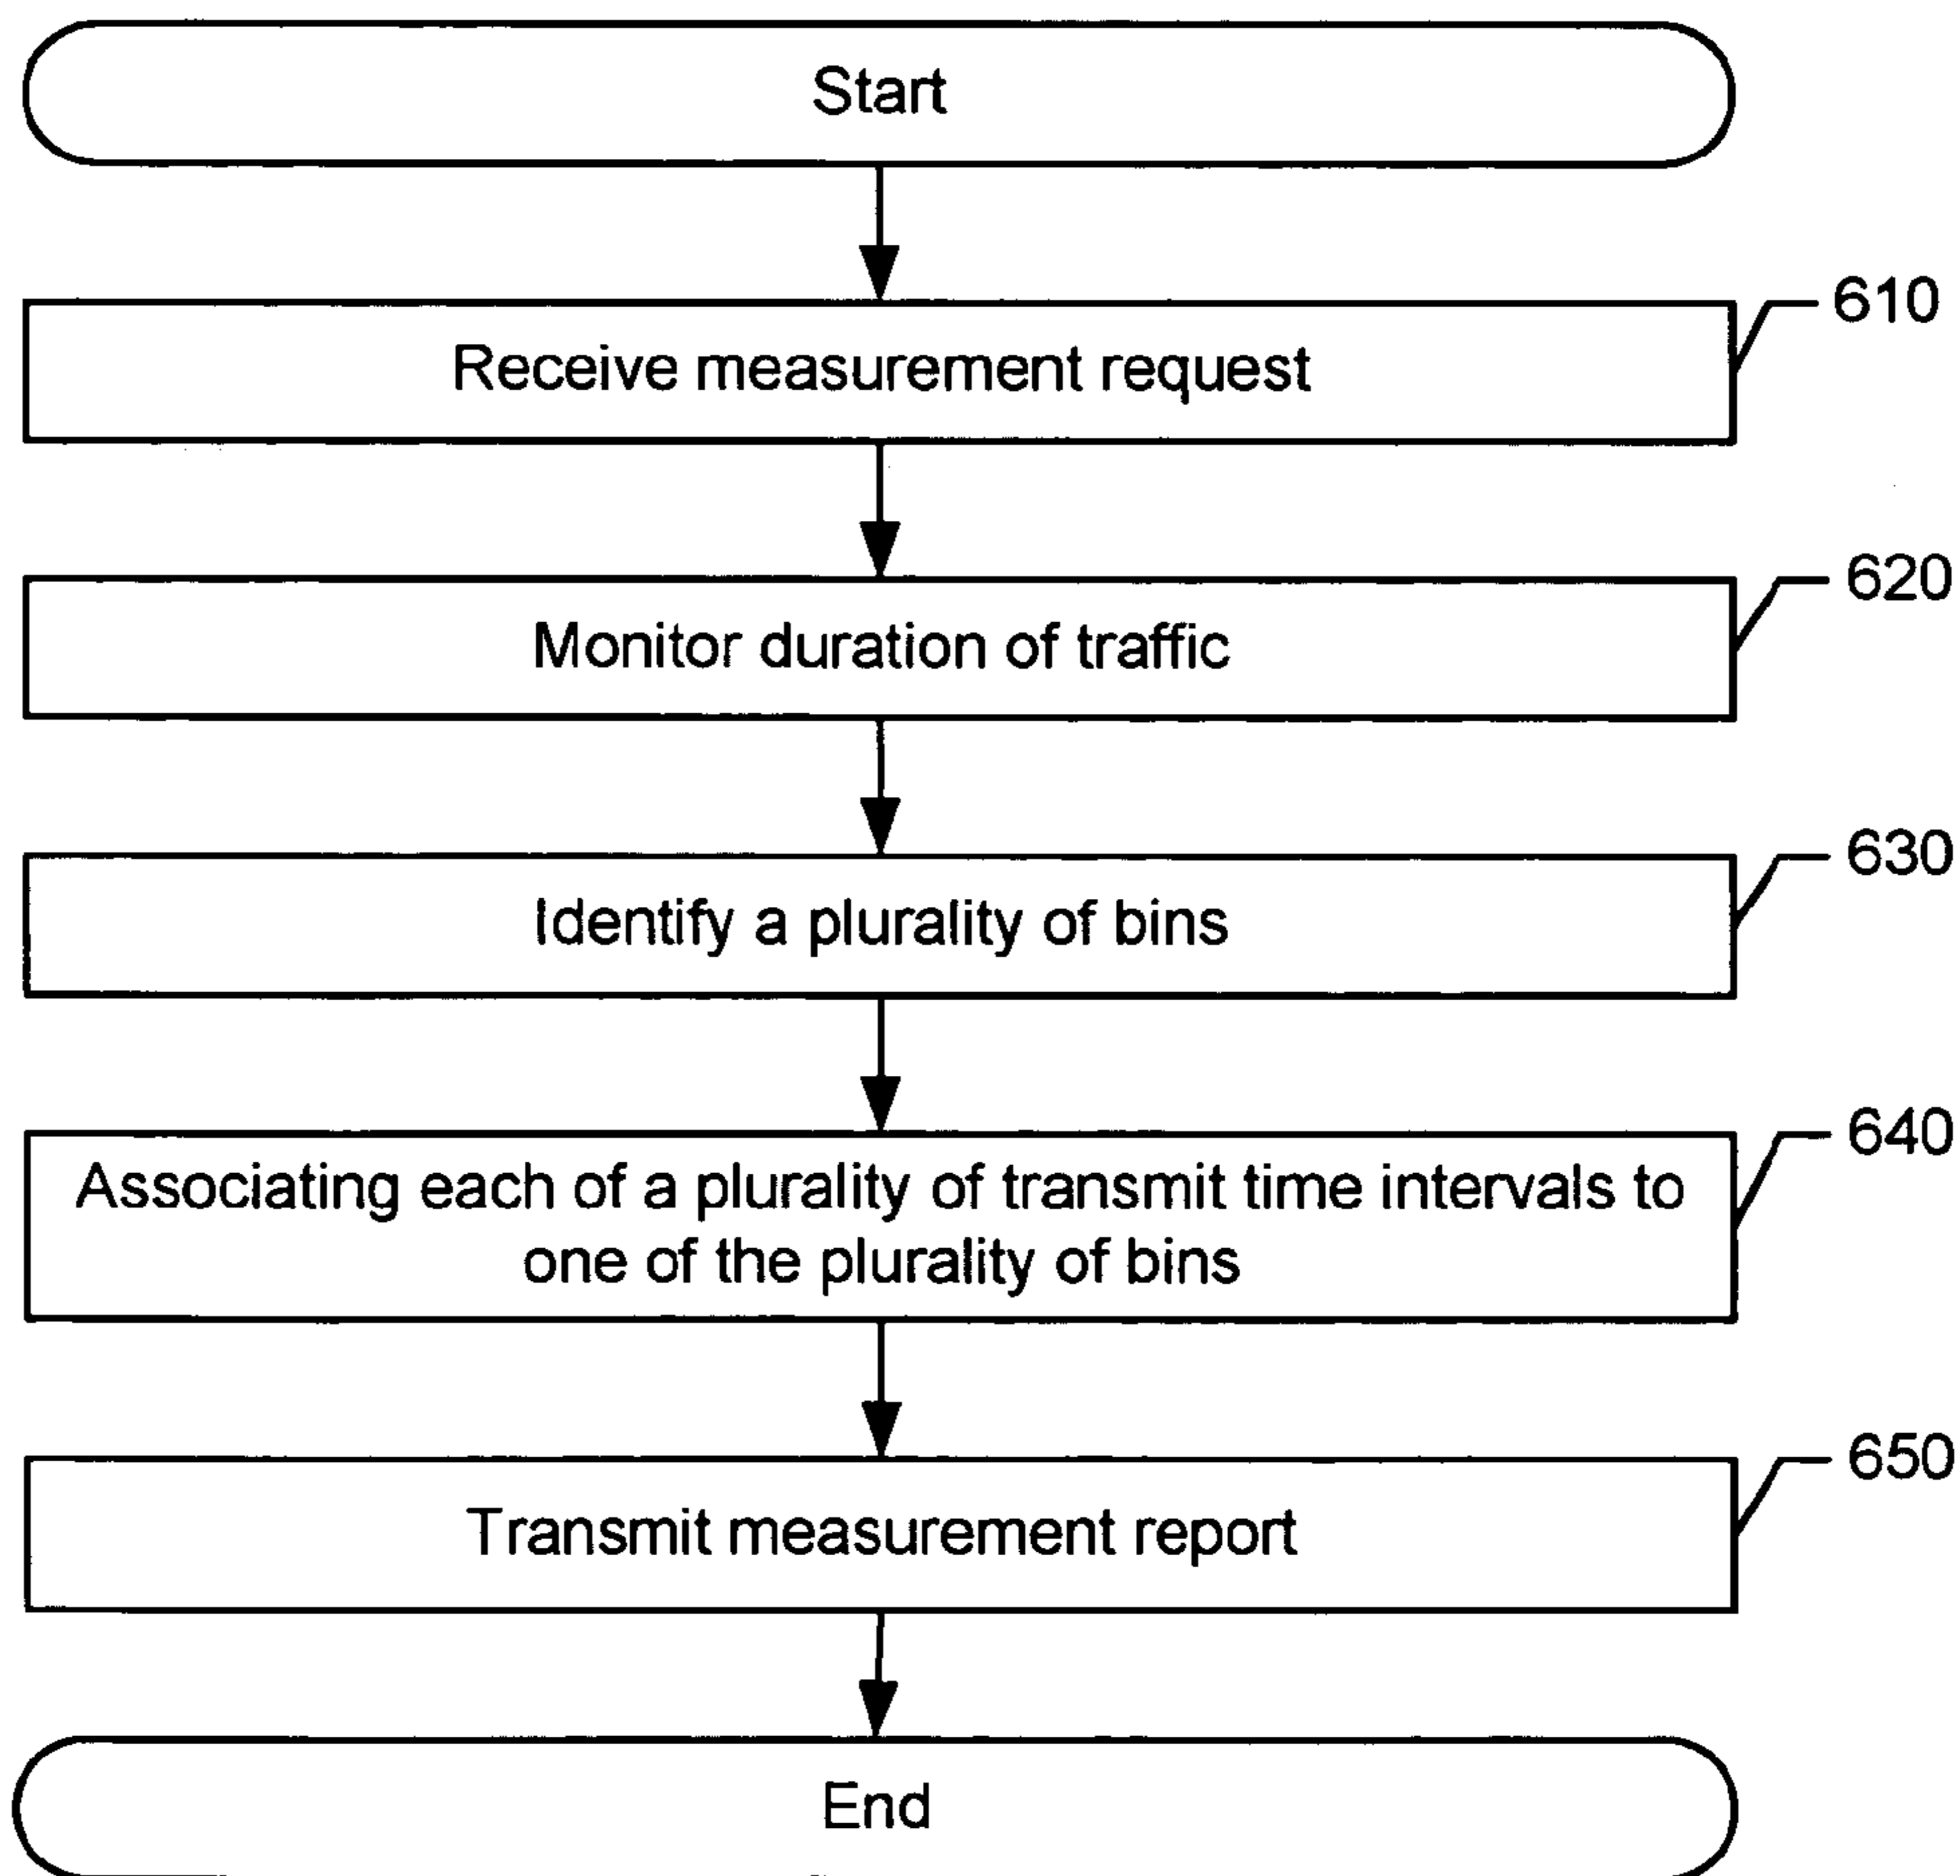 Start
610
Receive measurement request
620
Monitor duration of traffic
630
Identify a plurality of bins
640
Associating each of a plurality of transmit time intervals to
one of the plurality of bins
650
Transmit measurement report
End